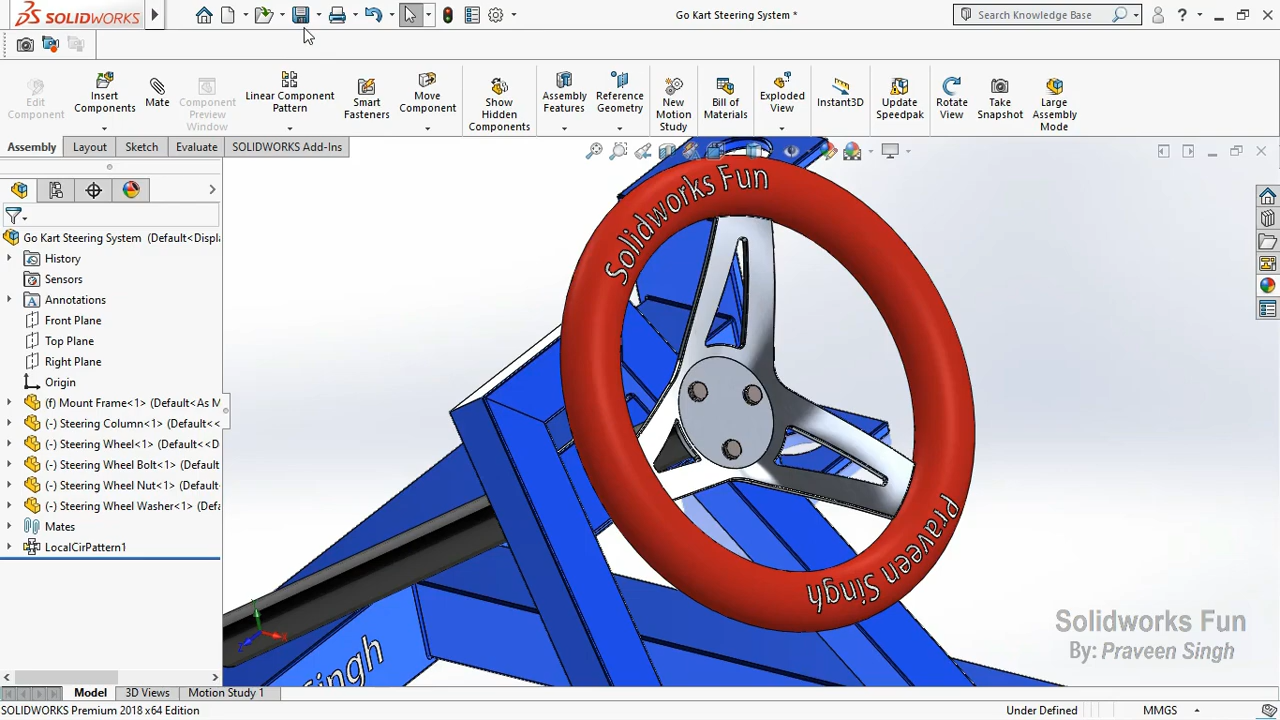 SOLIDWORKS
Go Kart Steering System *
Search Knowledge Base
Edit Component
Insert Components
Mate
Component Preview Window
Linear Component Pattern
Smart Fasteners
Move Component
Show Hidden Components
Assembly Features
Reference Geometry
New Motion Study
Bill of Materials
Exploded View
Instant3D
Update Speedpak
Rotate View
Take Snapshot
Large Assembly Mode
Assembly
Layout
Sketch
Evaluate
SOLIDWORKS Add-Ins
Go Kart Steering System (Default<Displ
History
Sensors
Annotations
Front Plane
Top Plane
Right Plane
Origin
(f) Mount Frame<1> (Default<As M
(-) Steering Column<1> (Default<<
(-) Steering Wheel<1> (Default<<D
(-) Steering Wheel Bolt<1> (Default
(-) Steering Wheel Nut<1> (Default
(-) Steering Wheel Washer<1> (Defa
Mates
LocalCirPattern1
Solidworks Fun
Praveen Singh
Singh
Solidworks Fun
By: Praveen Singh
Model
3D Views
Motion Study 1
SOLIDWORKS Premium 2018 x64 Edition
Under Defined
MMGS